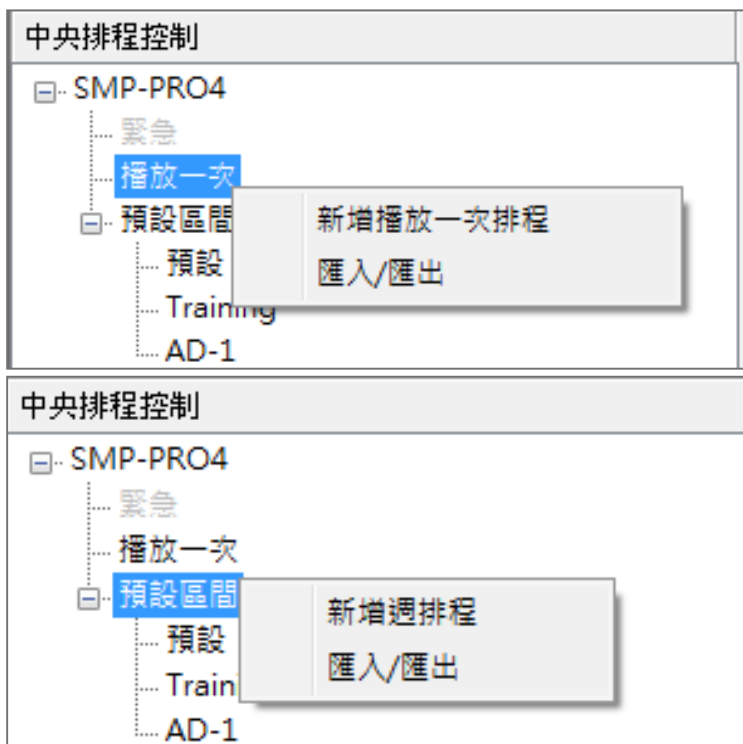 中央排程控制
SMP-PRO4
緊急
播放一次
新增播放一次排程
預設區間
匯入/匯出
預設
Training
AD-1
中央排程控制
SMP-PRO4
緊急
播放一次
預設區間
新增週排程
預設
匯入/匯出
Traini
AD-1